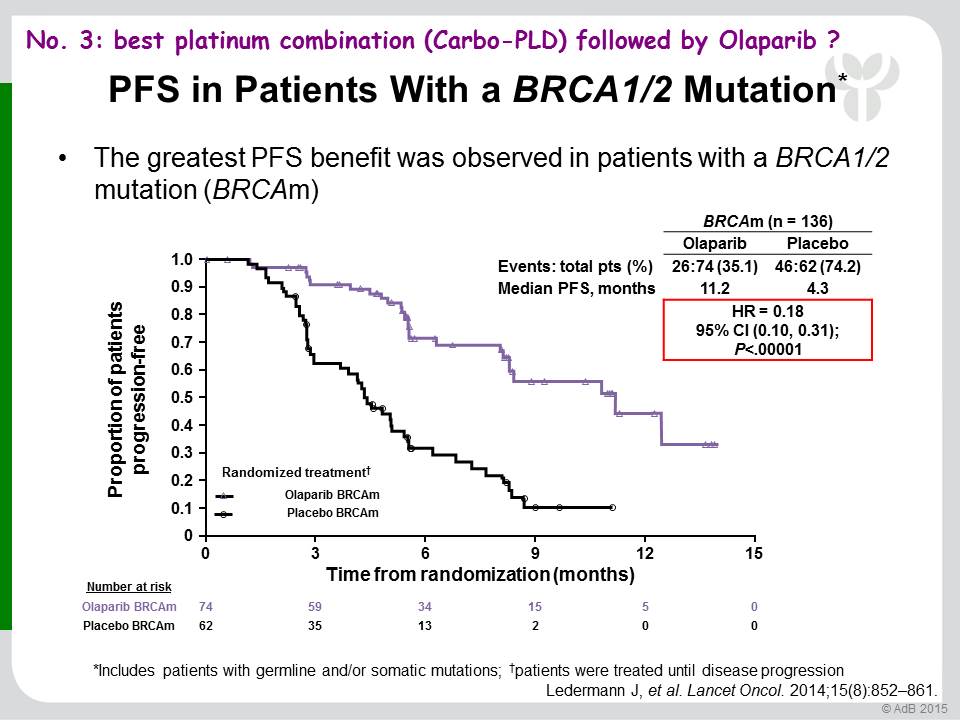 No. 3: best platinum combination (Carbo-PLD) followed by Olaparib ?
PFS in Patients With a BRCA1/2 Mutation*
• The greatest PFS benefit was observed in patients with a BRCA1/2
mutation (BRCAm)
BRCAm (n = 136)
Olaparib Placebo
Events: total pts (%) 26:74 (35.1) 46:62 (74.2)
Median PFS, months 11.2 4.3
HR = 0.18
95% CI (0.10, 0.31);
P<.00001
Proportion of patients
progression-free
1.0
0.9
0.8
0.7
0.6
0.5
0.4
0.3
0.2
0.1
0
Randomized treatment†
Olaparib BRCAm
Placebo BRCAm
0 3 6 9 12 15
Time from randomization (months)
Number at risk
Olaparib BRCAm 74 59 34 15 5 0
Placebo BRCAm 62 35 13 2 0 0
*Includes patients with germline and/or somatic mutations; †patients were treated until disease progression
Ledermann J, et al. Lancet Oncol. 2014;15(8):852–861.
© AdB 2015